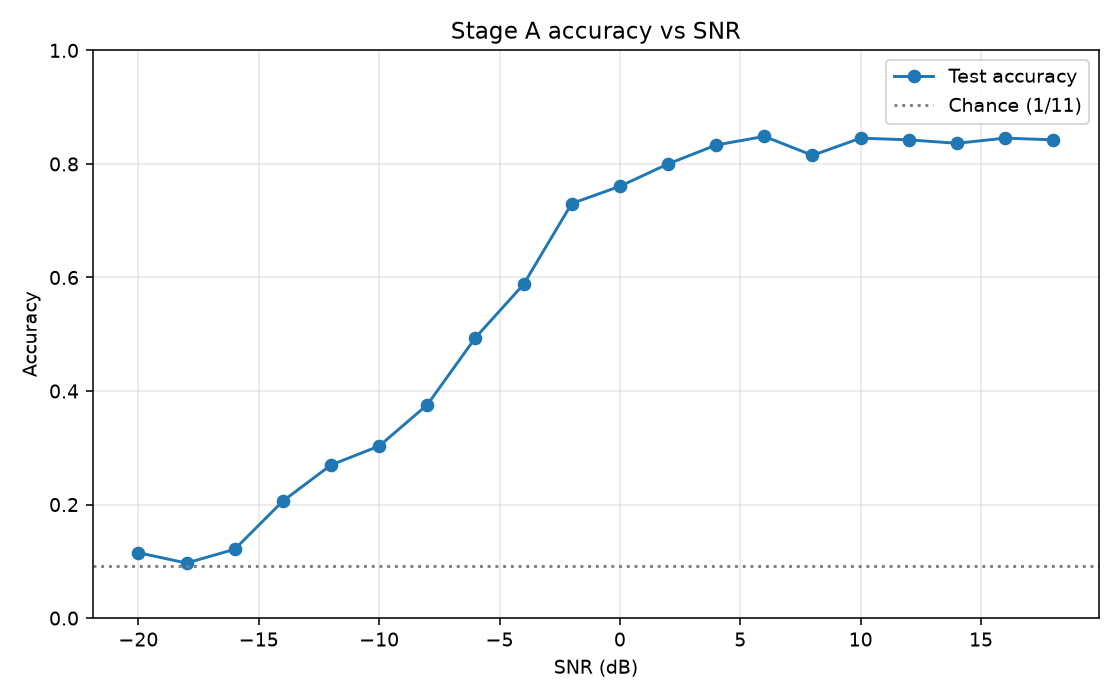 Stage A accuracy vs SNR
Test accuracy
Chance (1/11)
1.0
0.8
0.6
0.4
0.2
0.0
Accuracy
−20 −15 −10 −5 0 5 10 15
SNR (dB)